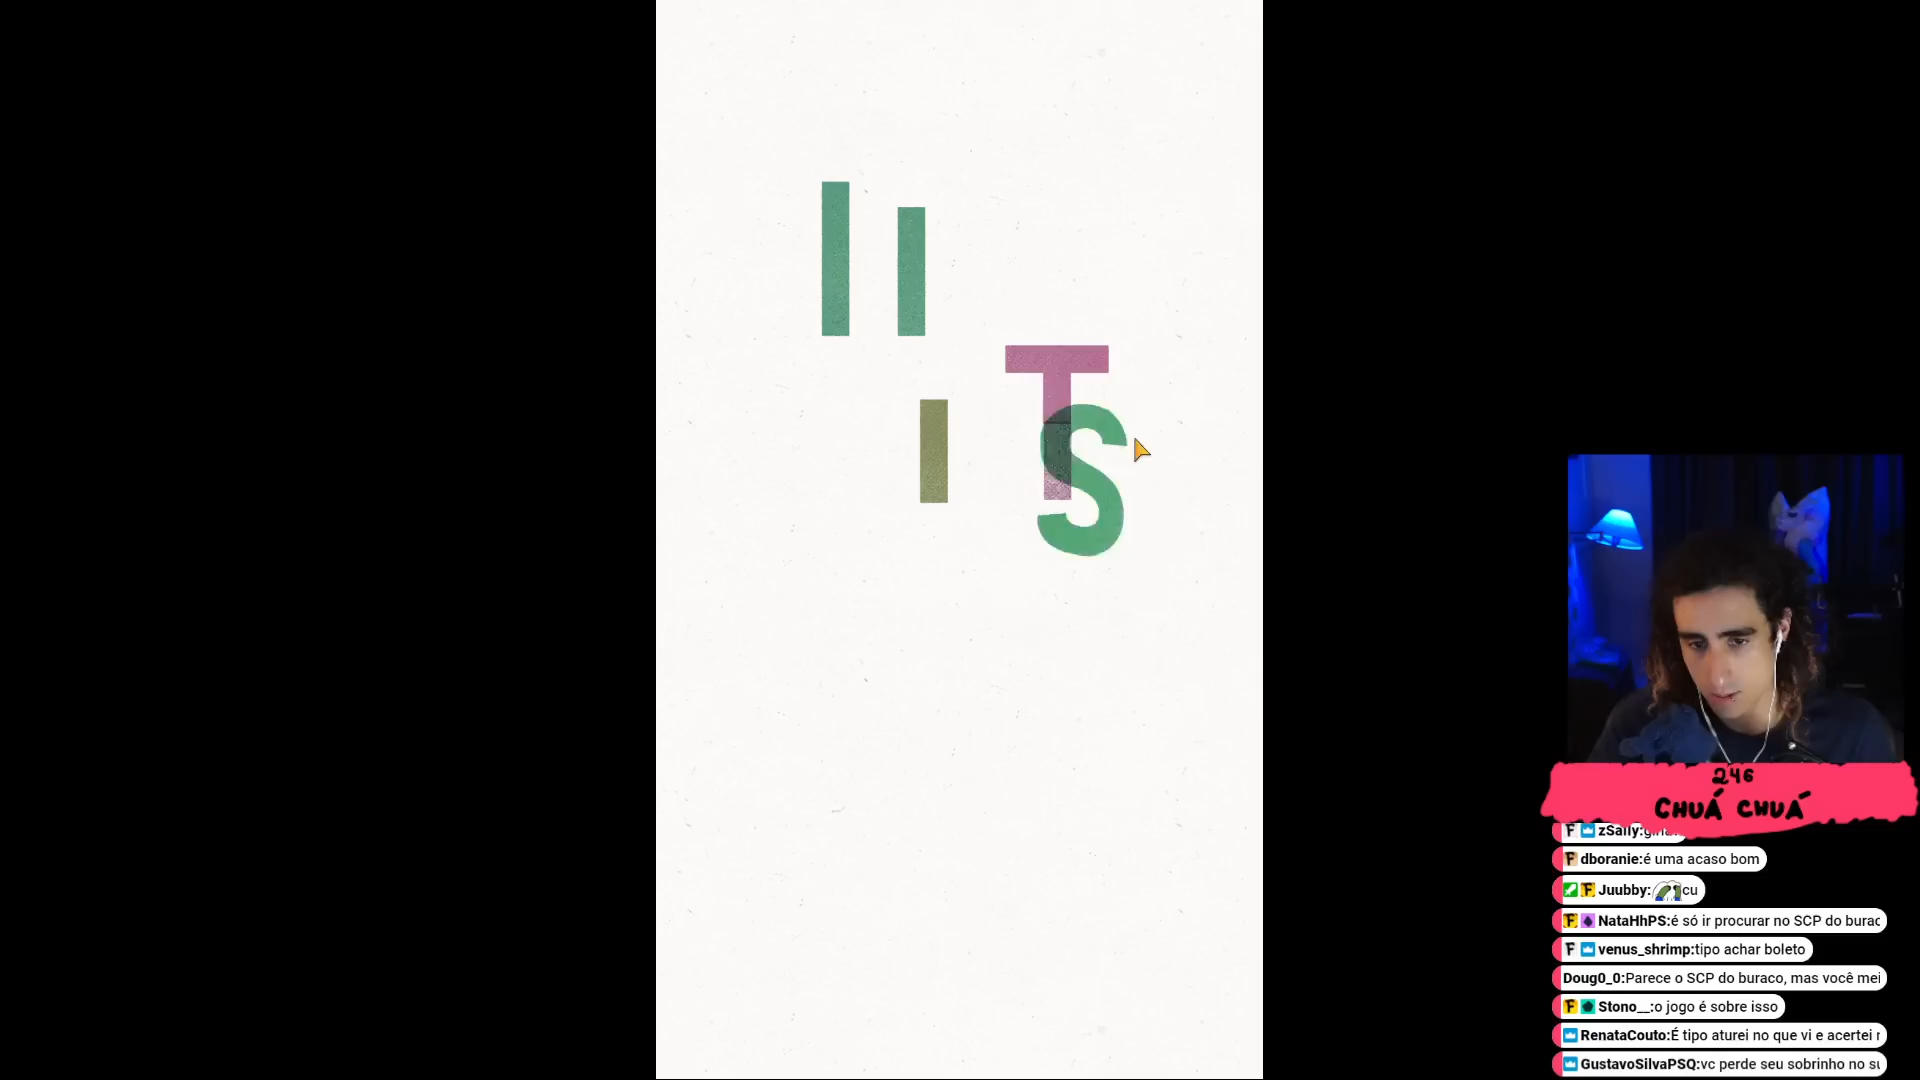 I I
T
I S
246
CHUÁ CHUÁ
zSally:
dboranie:é uma acaso bom
Juubby: cu
NataHhPS:é só ir procurar no SCP do burac
venus_shrimp:tipo achar boleto
Doug0_0:Parece o SCP do buraco, mas você mei
Stono__:o jogo é sobre isso
RenataCouto:É tipo aturei no que vi e acertei r
GustavoSilvaPSQ:vc perde seu sobrinho no su